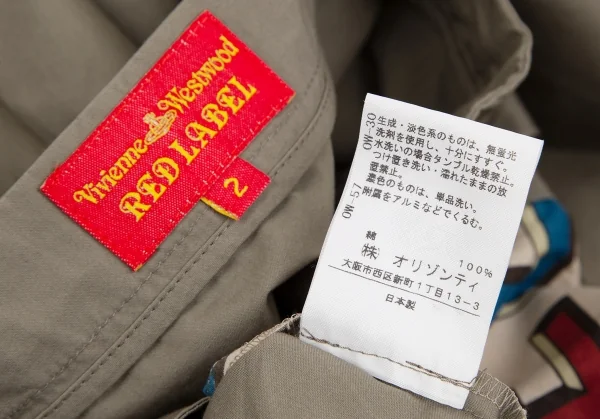 Vivienne Westwood
RED LABEL
2
OW-30
生成・淡色系のものは、無蛍光
洗剤を使用し、十分にすすぐ。
水洗いの場合タンブル乾燥禁止。
つけ置き洗い・濡れたままの放
置禁止。
OW-57
濃色のものは、単品洗い。
附属をアルミなどでくるむ。
綿 100%
(株) オリゾンティ
大阪市西区新町1丁目13-3
日本製